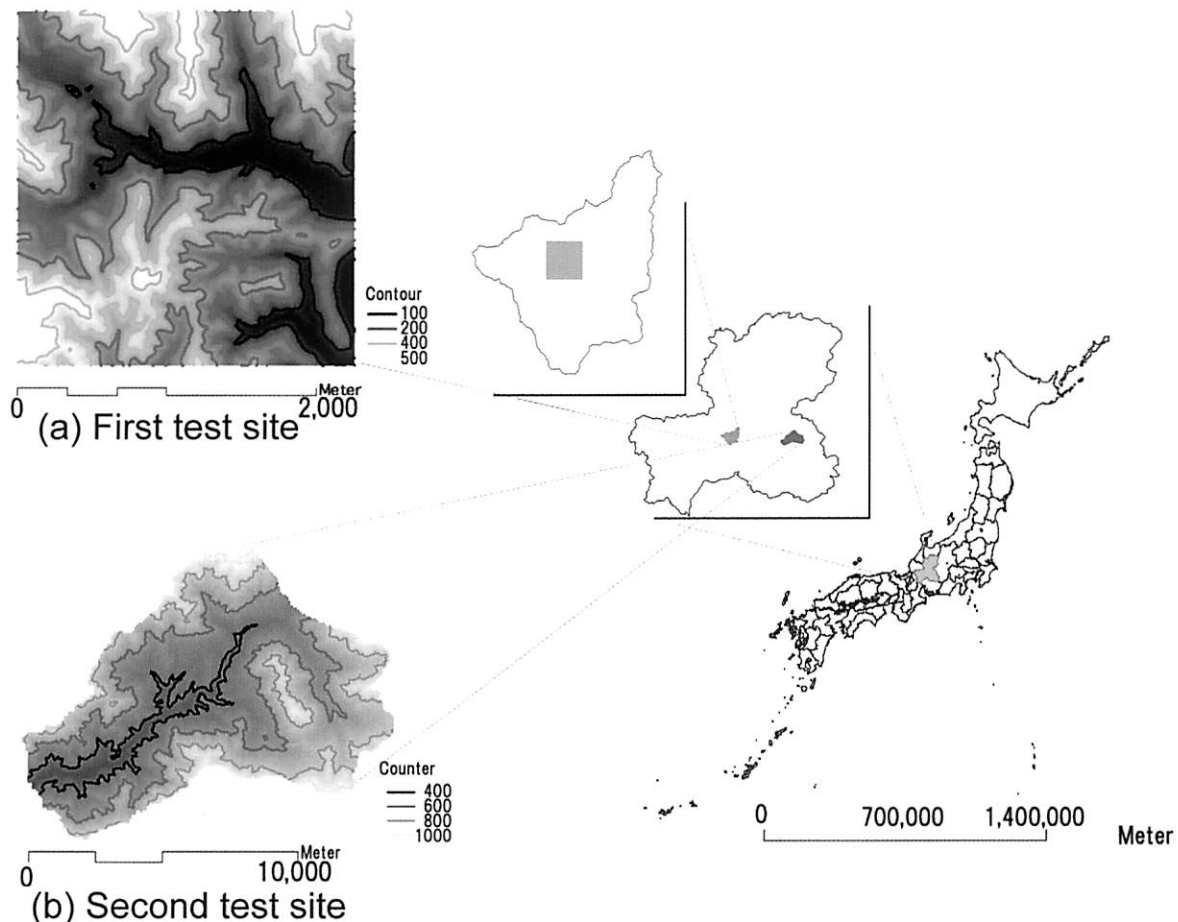 Contour
100
200
400
500
Meter
0 2,000
(a) First test site
Counter
400
600
800
1000
Meter
0 10,000
(b) Second test site
0 700,000 1,400,000
Meter